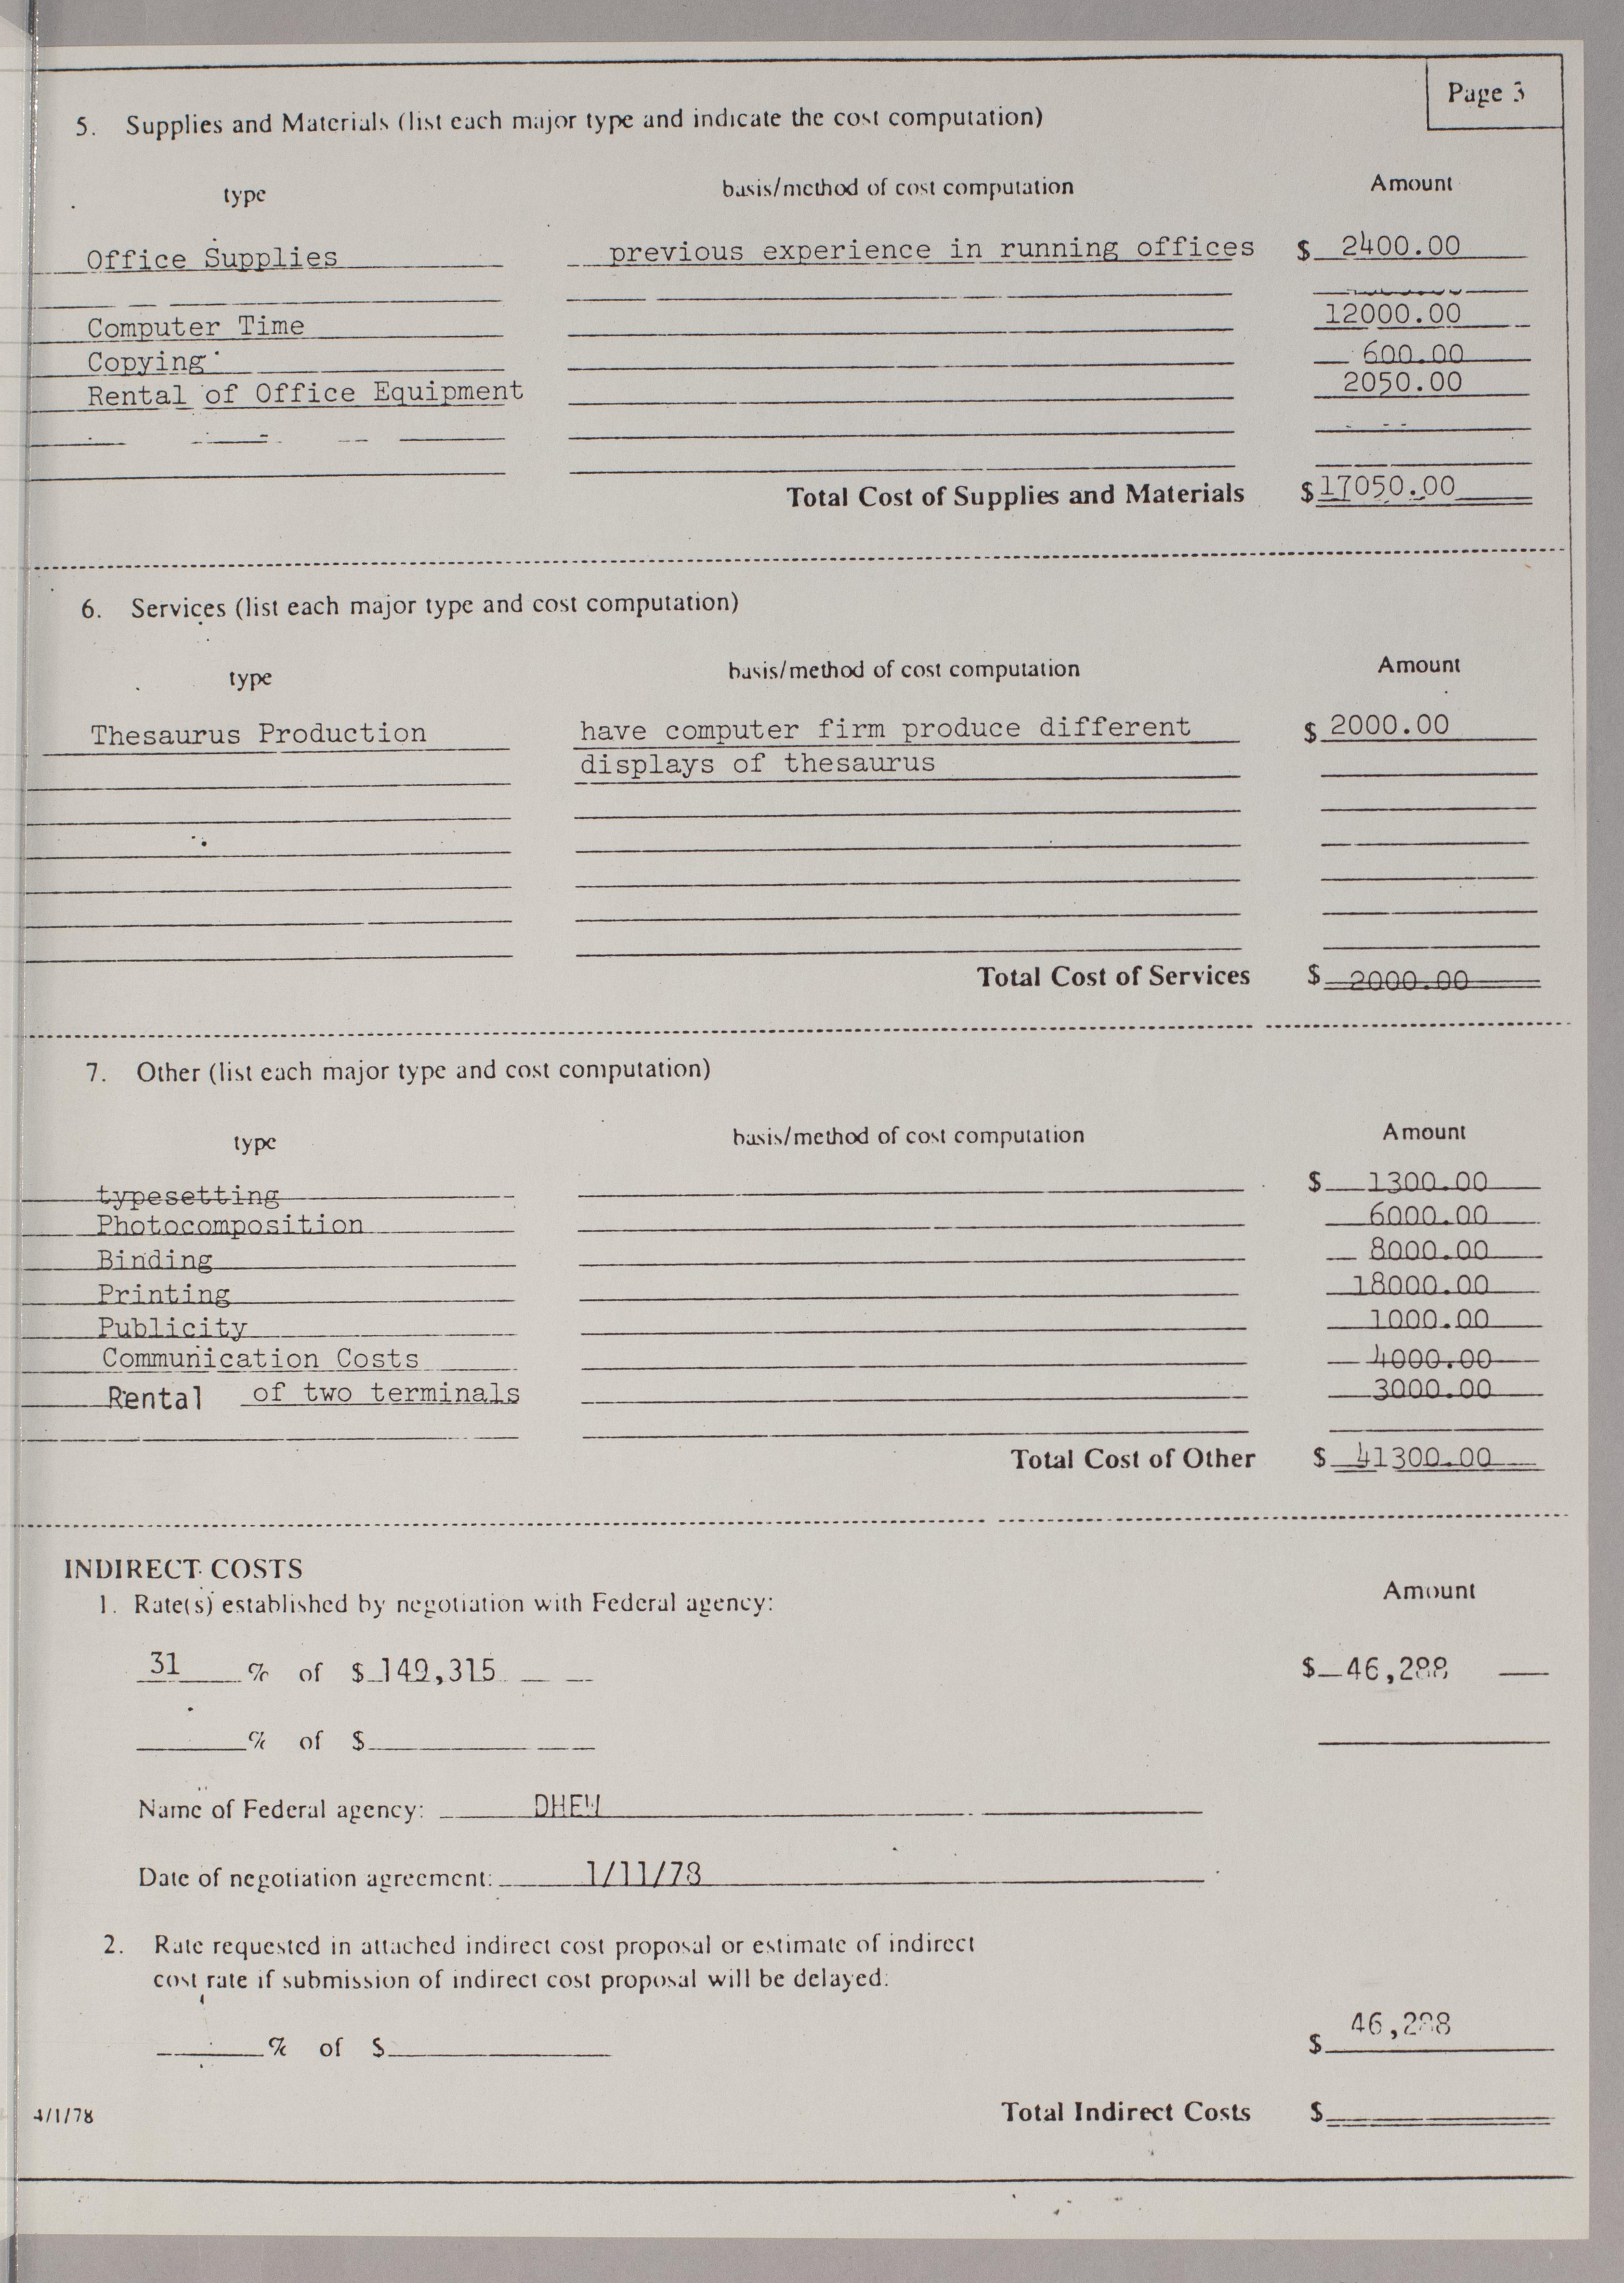 Page 3
5. Supplies and Materials (list each major type and indicate the cost computation)
type basis/method of cost computation Amount
Office Supplies previous experience in running offices $ 2400.00
Computer Time 12000.00
Copying 600.00
Rental of Office Equipment 2050.00
Total Cost of Supplies and Materials $17050.00
6. Services (list each major type and cost computation)
type basis/method of cost computation Amount
Thesaurus Production have computer firm produce different $ 2000.00
displays of thesaurus
Total Cost of Services $ 2000.00
7. Other (list each major type and cost computation)
type basis/method of cost computation Amount
typesetting $ 1300.00
Photocomposition 6000.00
Binding 8000.00
Printing 18000.00
Publicity 1000.00
Communication Costs 4000.00
Rental of two terminals 3000.00
Total Cost of Other $ 41300.00
INDIRECT COSTS
Amount
1. Rate(s) established by negotiation with Federal agency:
31 % of $ 149,315 $ 46,288
% of $
Name of Federal agency: DHEW
Date of negotiation agreement: 1/11/78
2. Rate requested in attached indirect cost proposal or estimate of indirect
cost rate if submission of indirect cost proposal will be delayed.
% of $ $ 46,288
4/1/78 Total Indirect Costs $